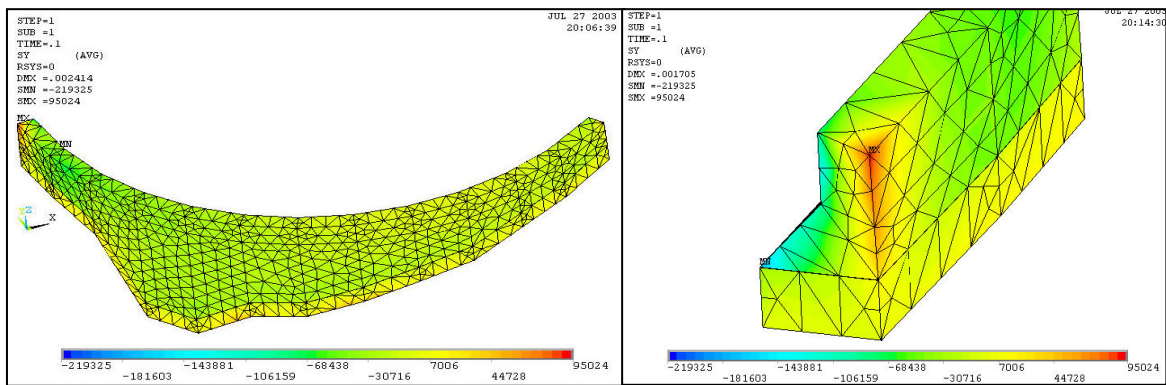 STEP=1
SUB =1
TIME=.1
SY (AVG)
RSYS=0
DMX =.002414
SMN =-219325
SMX =95024
JUL 27 2003
20:06:39
MX
MN
Z
X
-219325 -143881 -68438 7006 95024
-181603 -106159 -30716 44728
STEP=1
SUB =1
TIME=.1
SY (AVG)
RSYS=0
DMX =.001705
SMN =-219325
SMX =95024
JUL 27 2003
20:14:30
MX
MN
-219325 -143881 -68438 7006 95024
-181603 -106159 -30716 44728